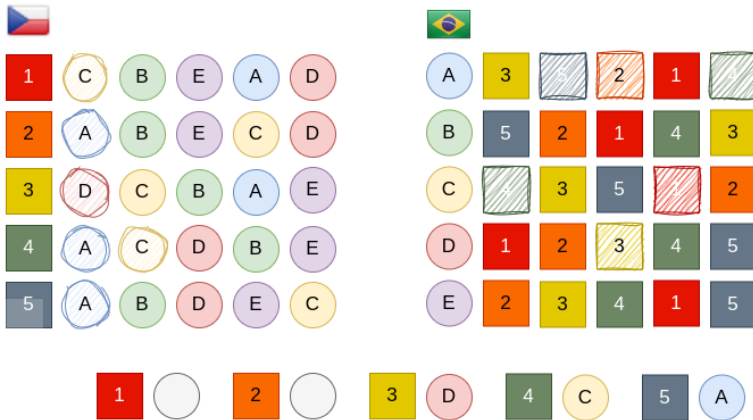 1 C B E A D
A 3 5 2 1 4
2 A B E C D
B 5 2 1 4 3
3 D C B A E
C 4 3 5 1 2
4 A C D B E
D 1 2 3 4 5
5 A B D E C
E 2 3 4 1 5
1 2 3 D 4 C 5 A